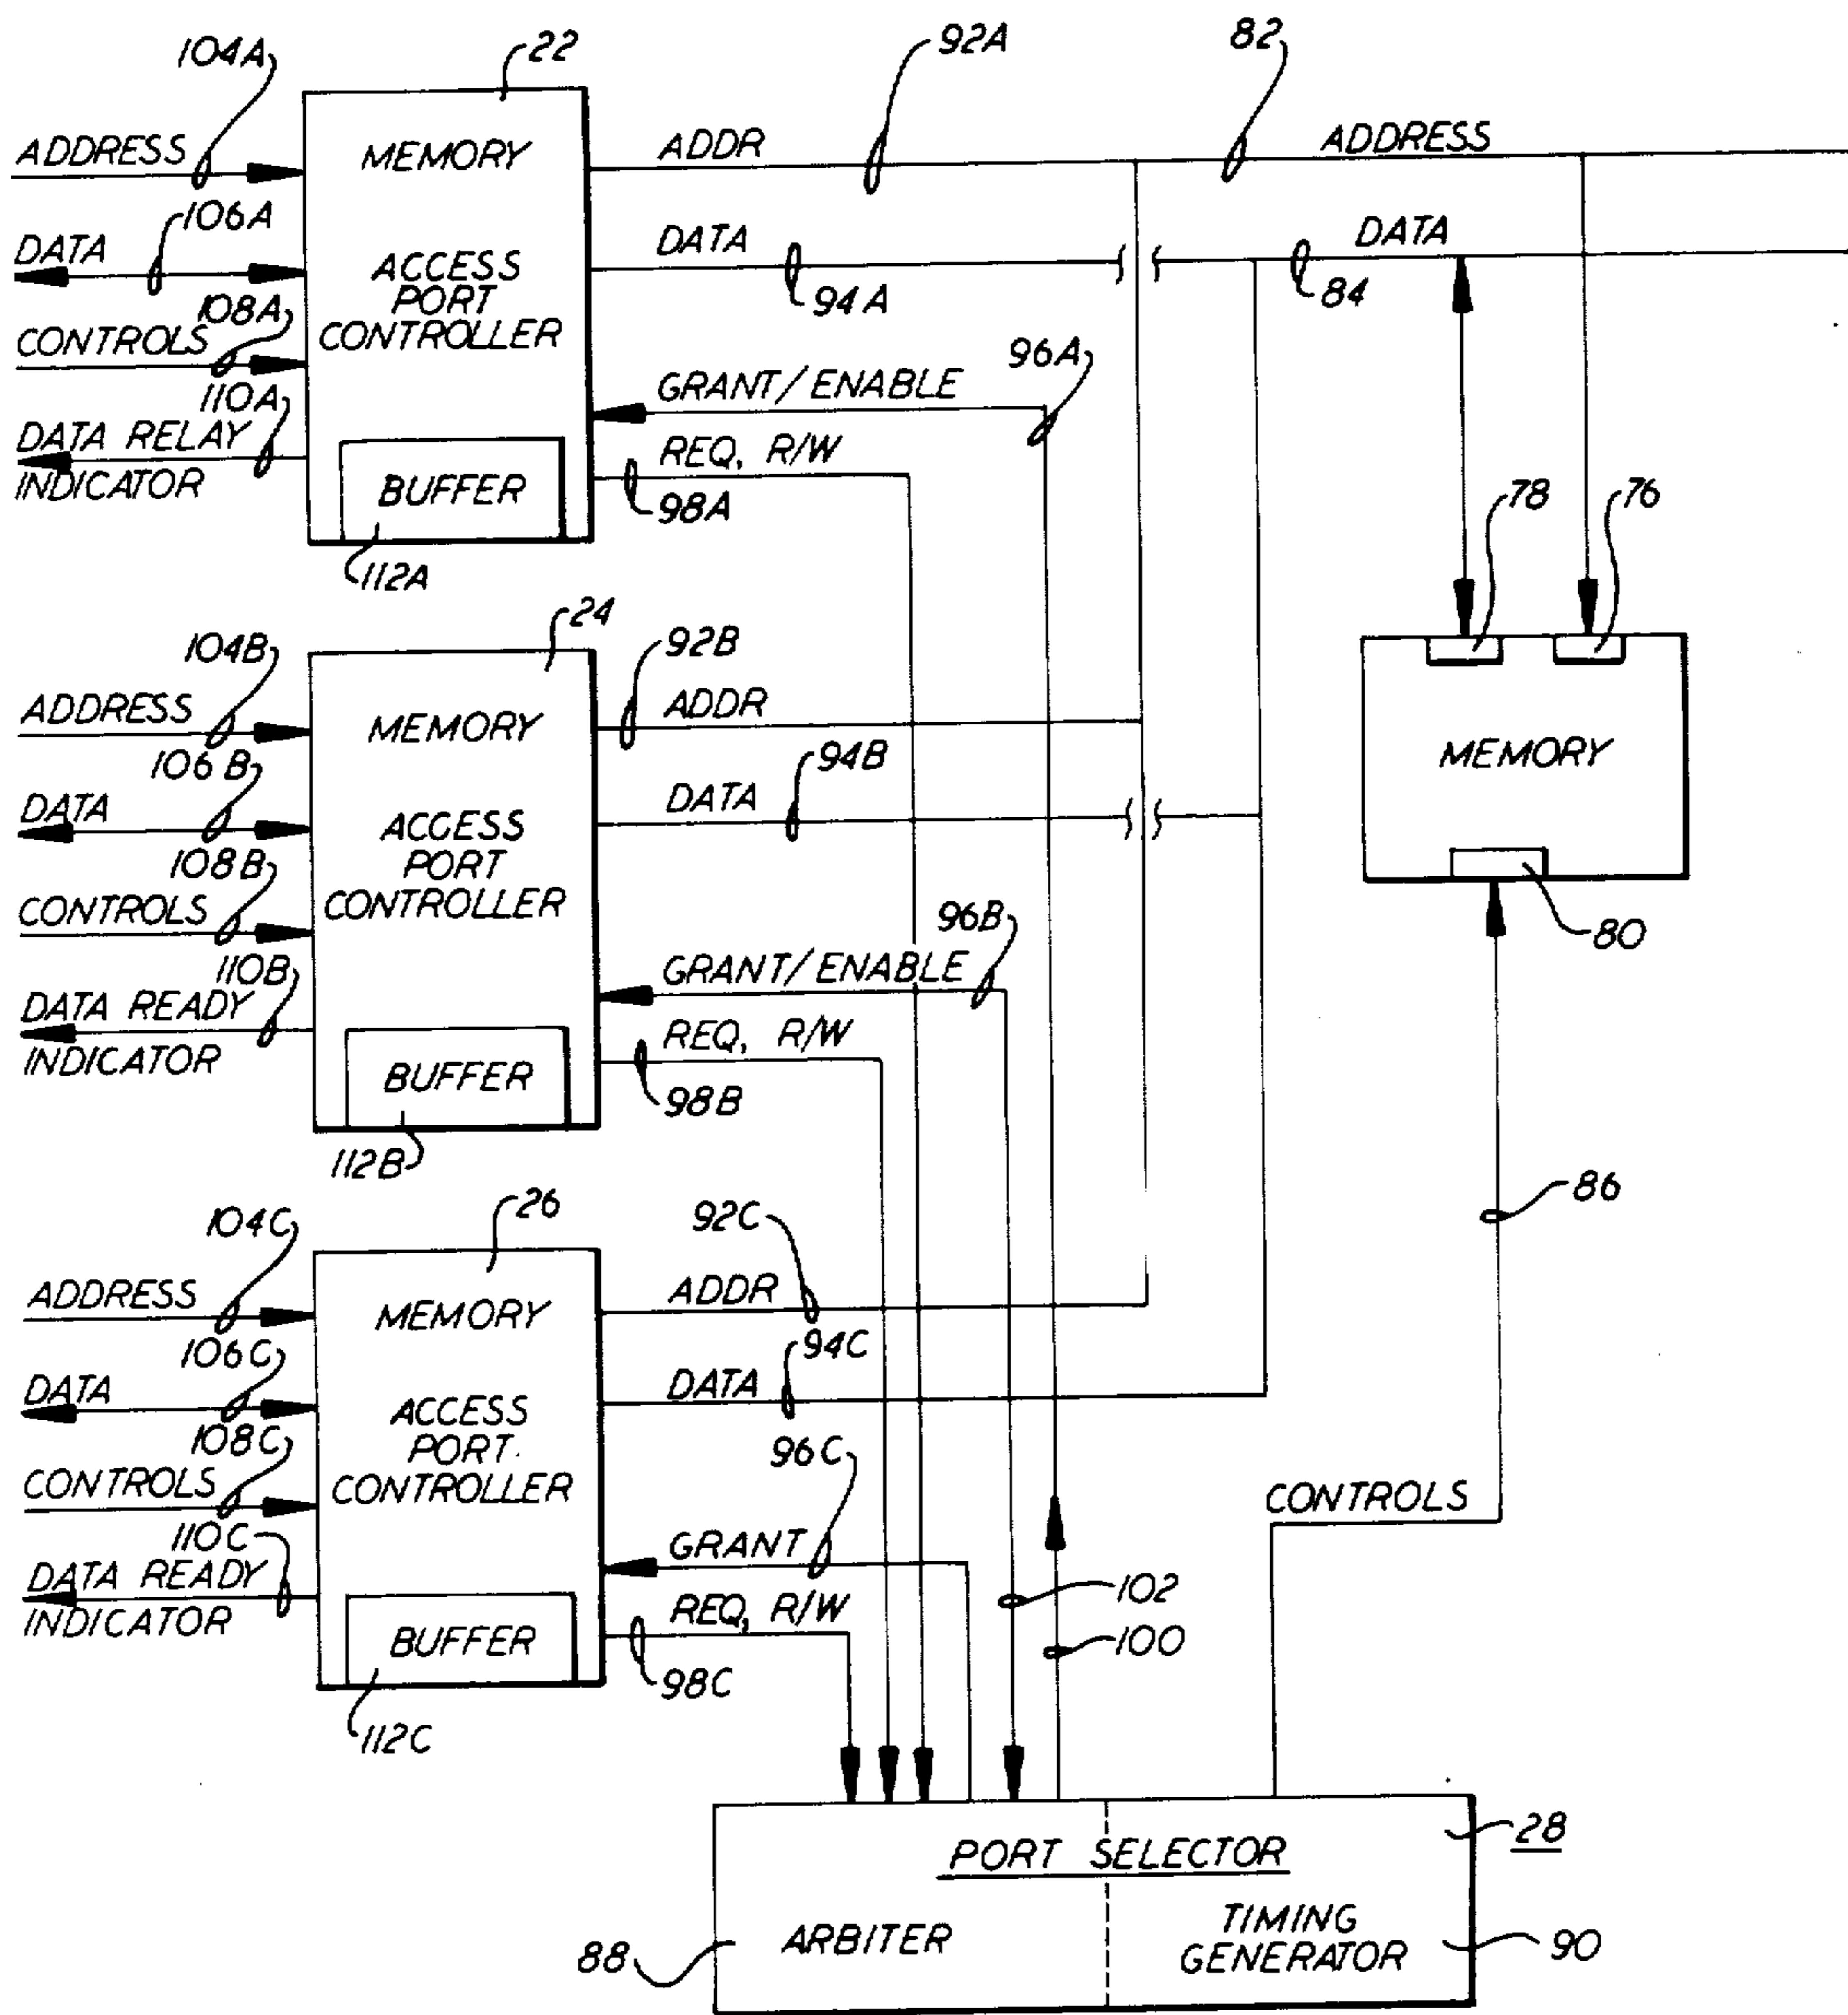 104A
22
92A
82
ADDRESS
MEMORY
ADDR
ADDRESS
106A
DATA
ACCESS
PORT
CONTROLLER
DATA
94A
DATA
84
108A
CONTROLS
96A
110A
GRANT/ENABLE
DATA RELAY
INDICATOR
BUFFER
REQ, R/W
98A
78
76
112A
24
104B
92B
ADDRESS
MEMORY
ADDR
MEMORY
106B
94B
DATA
ACCESS
PORT
CONTROLLER
DATA
108B
CONTROLS
96B
80
110B
GRANT/ENABLE
DATA READY
INDICATOR
BUFFER
REQ, R/W
98B
112B
26
104C
92C
86
ADDRESS
MEMORY
ADDR
106C
94C
DATA
ACCESS
PORT.
CONTROLLER
DATA
108C
96C
CONTROLS
CONTROLS
110C
GRANT
DATA READY
INDICATOR
BUFFER
REQ, R/W
98C
102
100
112C
28
PORT SELECTOR
88
ARBITER
TIMING
GENERATOR
90